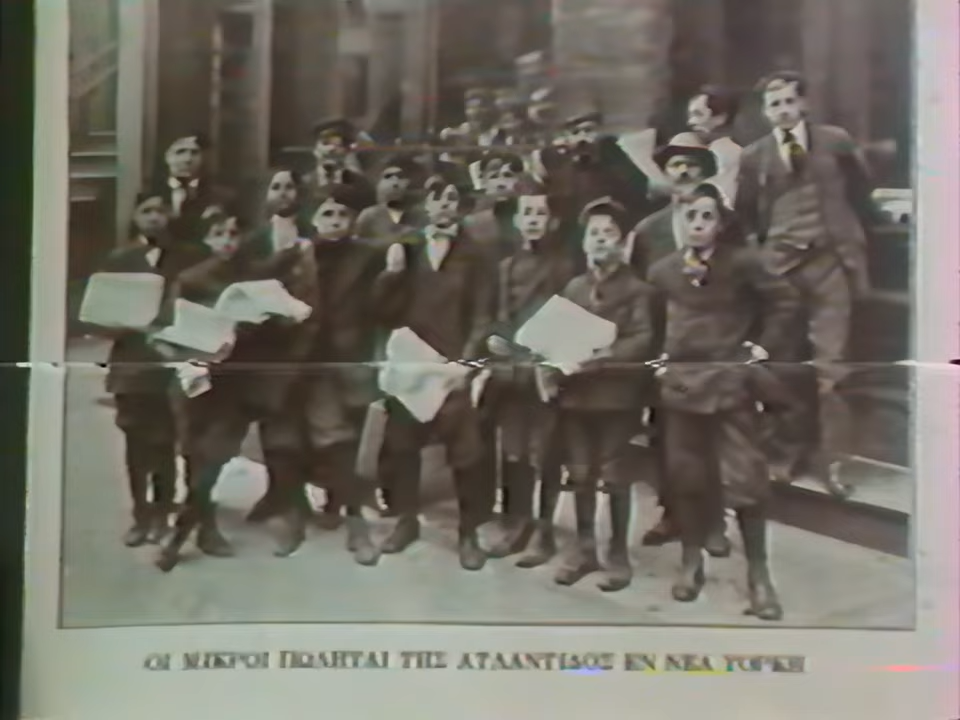 ΟΙ ΜΙΚΡΟΙ ΠΩΛΗΤΑΙ ΤΗΣ ΑΤΛΑΝΤΙΔΟΣ ΕΝ ΝΕΑ ΥΟΡΚΗ